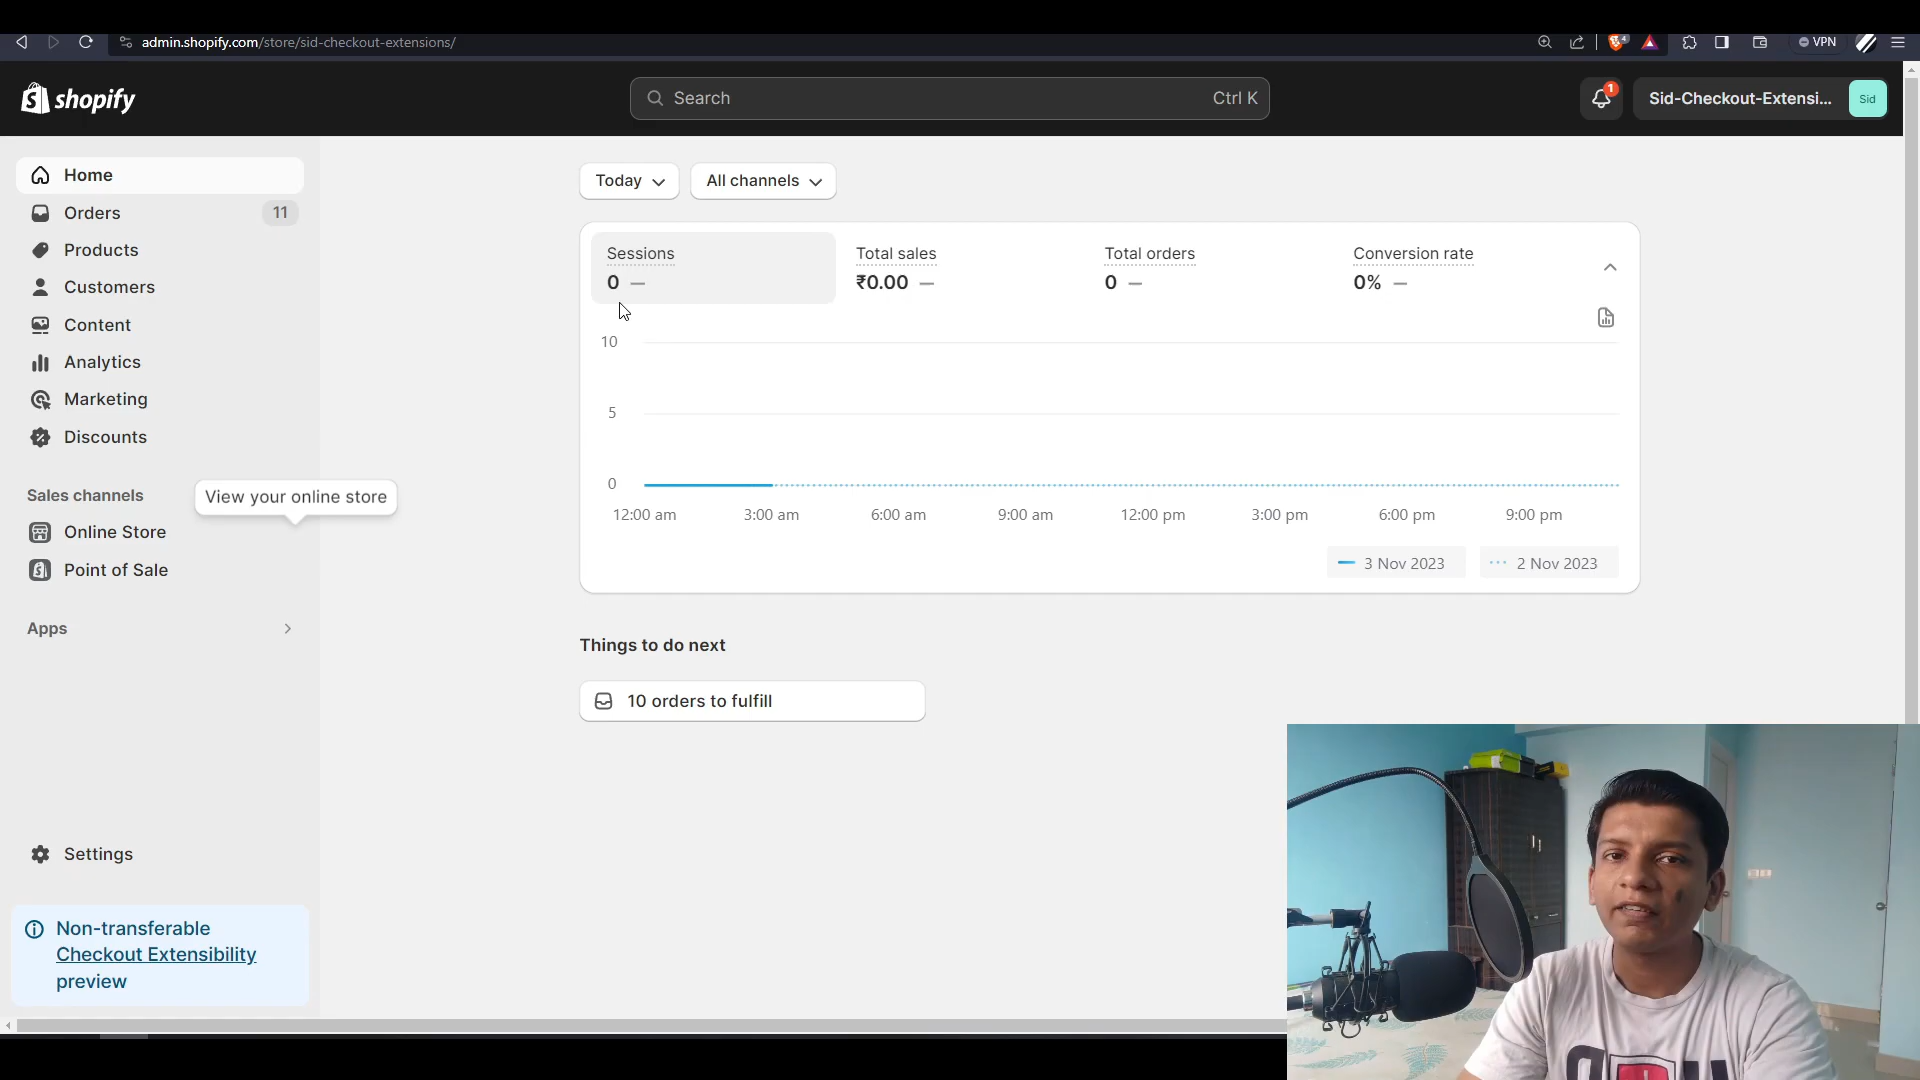 admin.shopify.com/store/sid-checkout-extensions/
4
VPN
shopify
Search
Ctrl K
1
Sid-Checkout-Extensi...
Sid
Home
Orders
11
Products
Customers
Content
Analytics
Marketing
Discounts
Sales channels
View your online store
Online Store
Point of Sale
Apps
Settings
Non-transferable
Checkout Extensibility
preview
Today
All channels
Sessions
0 —
Total sales
₹0.00 —
Total orders
0 —
Conversion rate
0% —
10
5
0
12:00 am
3:00 am
6:00 am
9:00 am
12:00 pm
3:00 pm
6:00 pm
9:00 pm
3 Nov 2023
2 Nov 2023
Things to do next
10 orders to fulfill